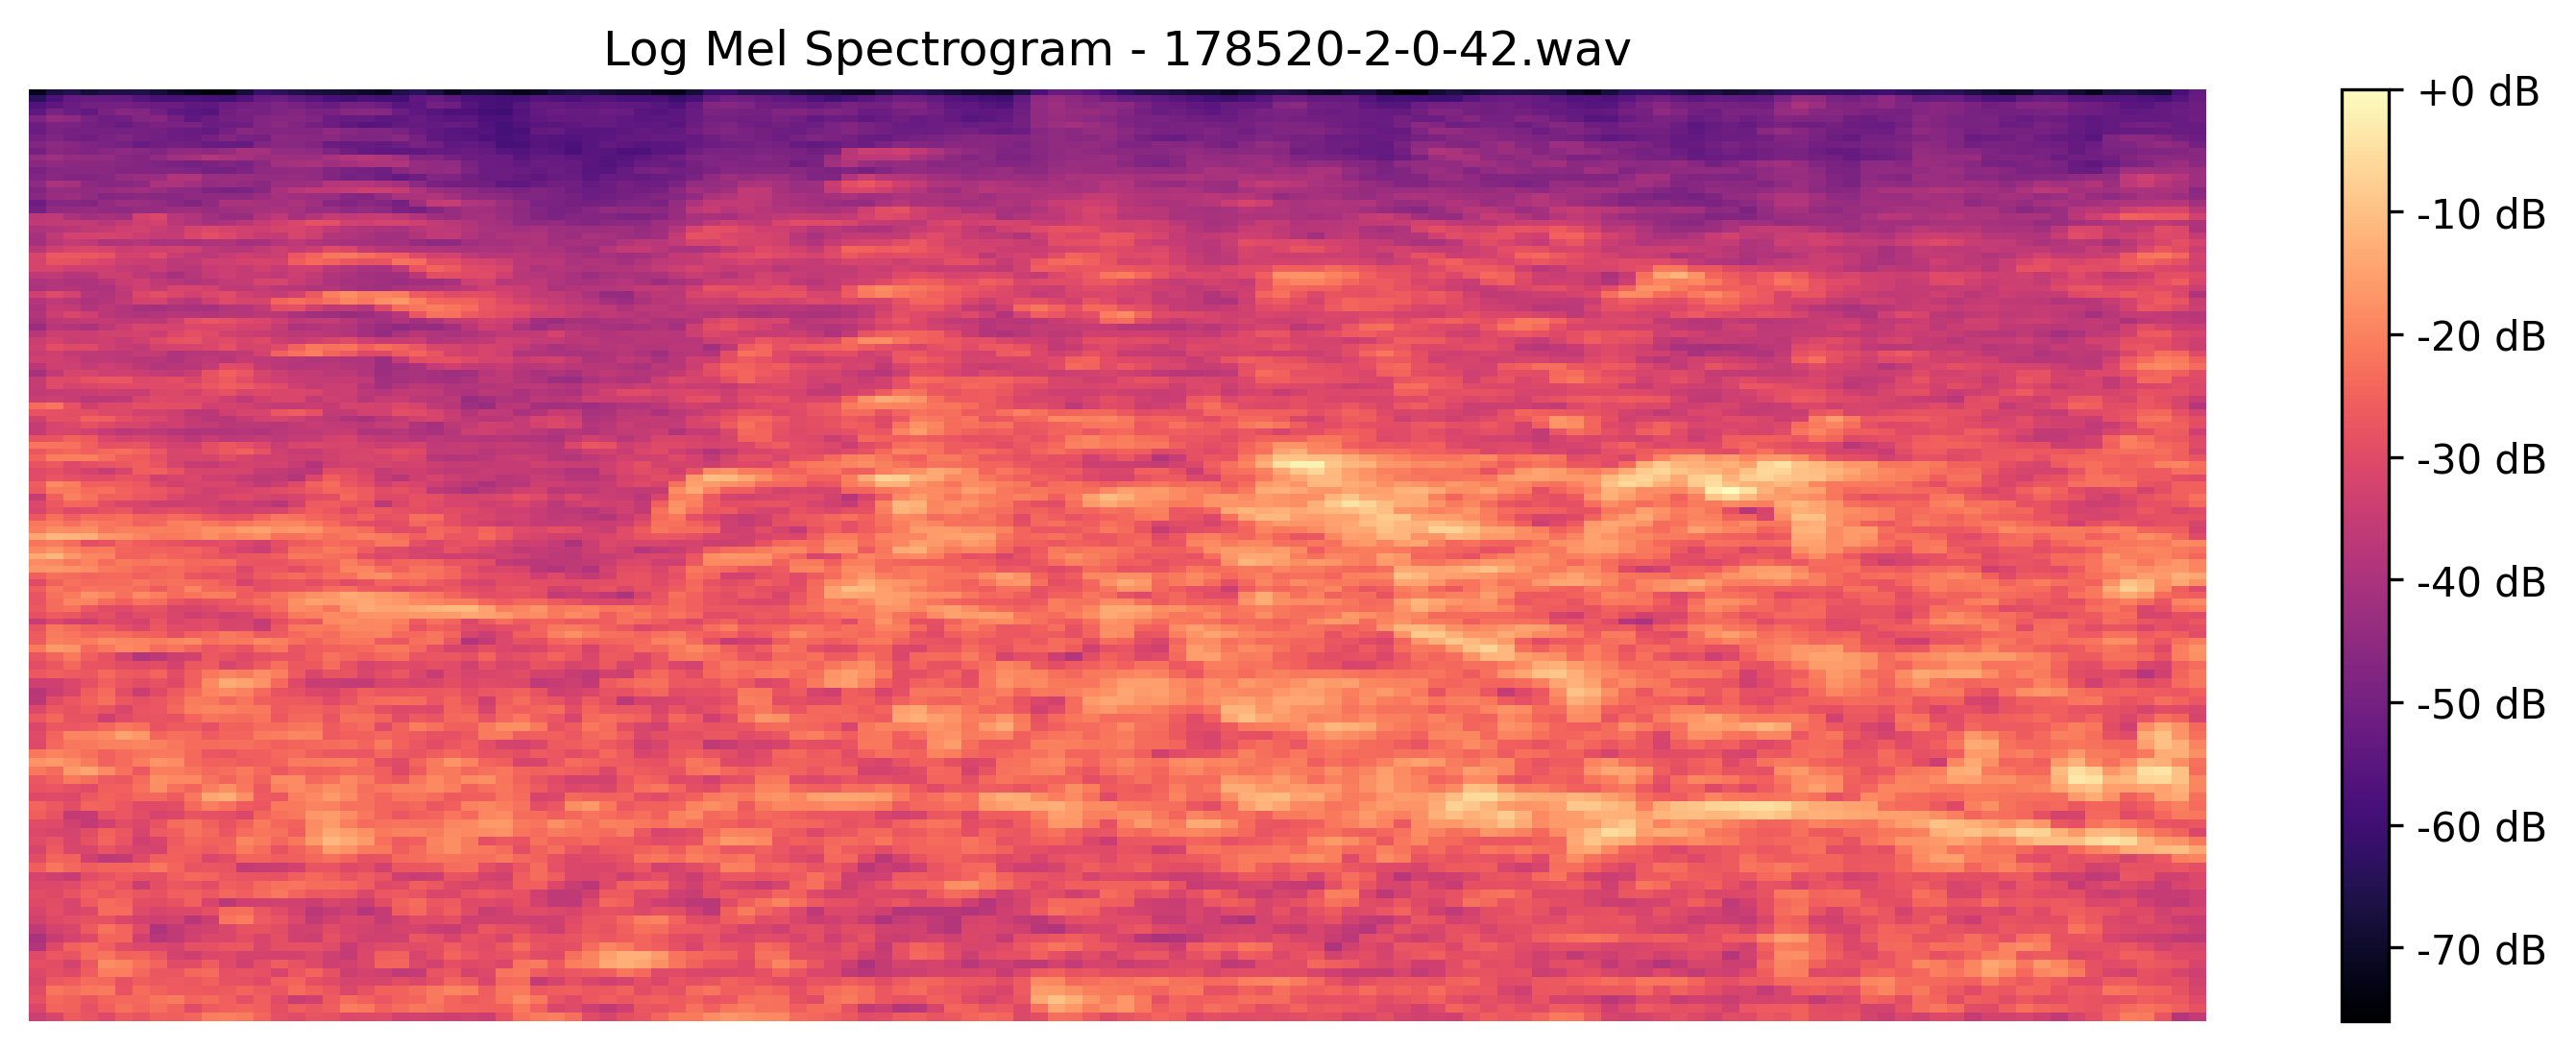 Log Mel Spectrogram - 178520-2-0-42.wav
+0 dB
-10 dB
-20 dB
-30 dB
-40 dB
-50 dB
-60 dB
-70 dB